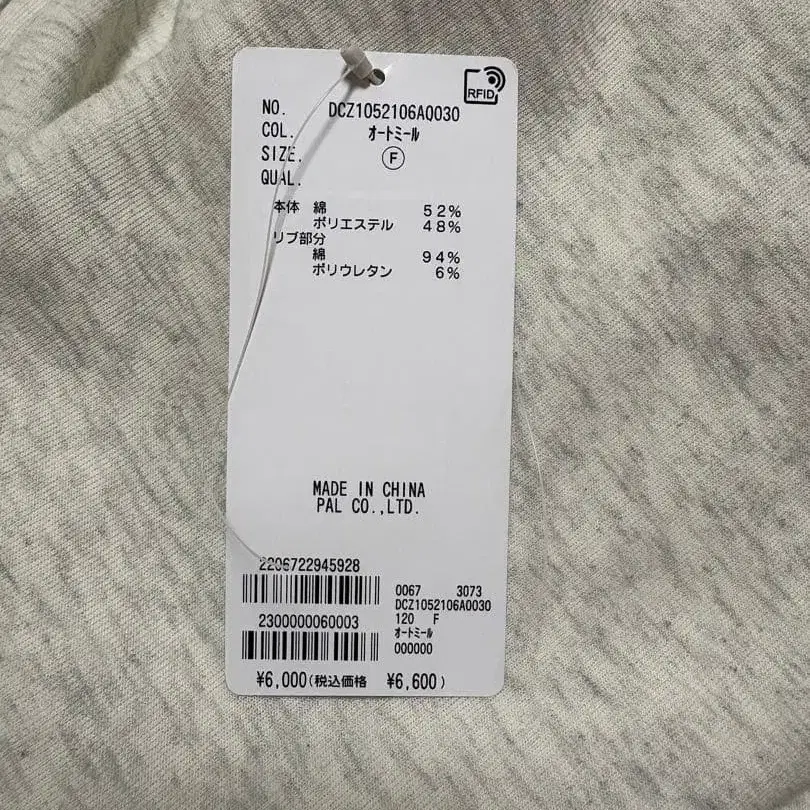 RFID
NO. DCZ1052106A0030
COL. オートミール
SIZE. F
QUAL.
本体 綿 52%
ポリエステル 48%
リブ部分
綿 94%
ポリウレタン 6%
MADE IN CHINA
PAL CO.,LTD.
2206722945928
0067 3073
DCZ1052106A0030
2300000060003
120 F
オートミール
000000
¥6,000(税込価格 ¥6,600)